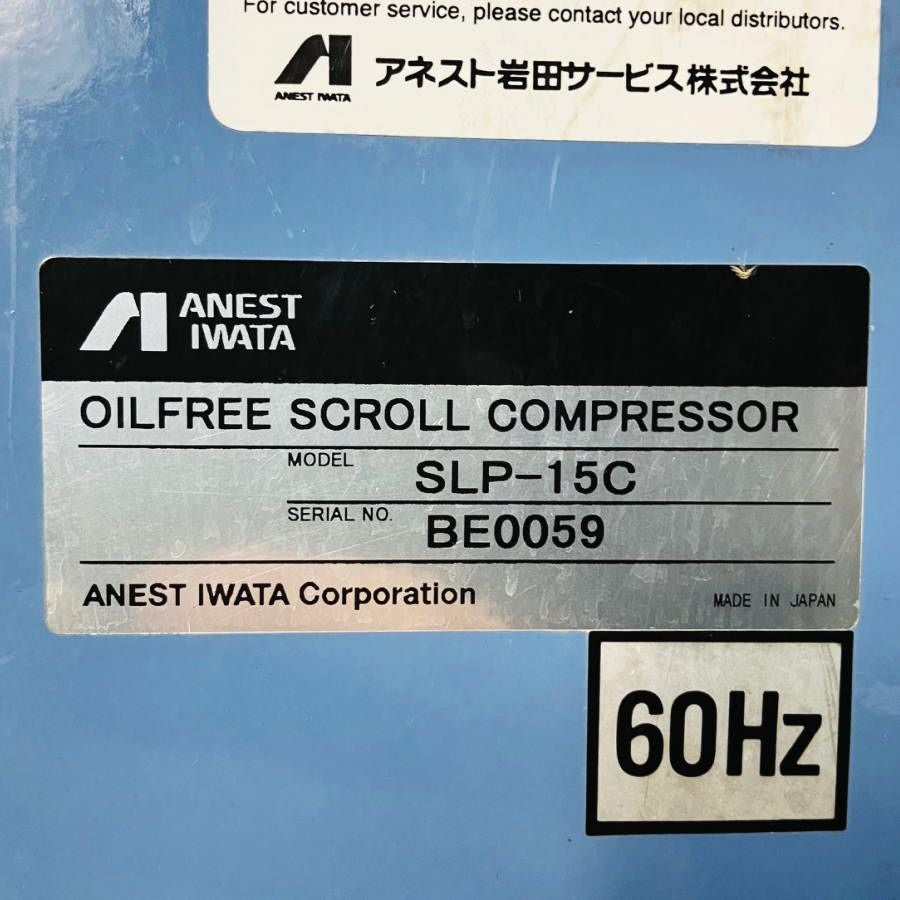 For customer service, please contact your local distributors.
ANEST IWATA
アネスト岩田サービス株式会社
ANEST
IWATA
OILFREE SCROLL COMPRESSOR
MODEL SLP-15C
SERIAL NO. BE0059
ANEST IWATA Corporation MADE IN JAPAN
60Hz